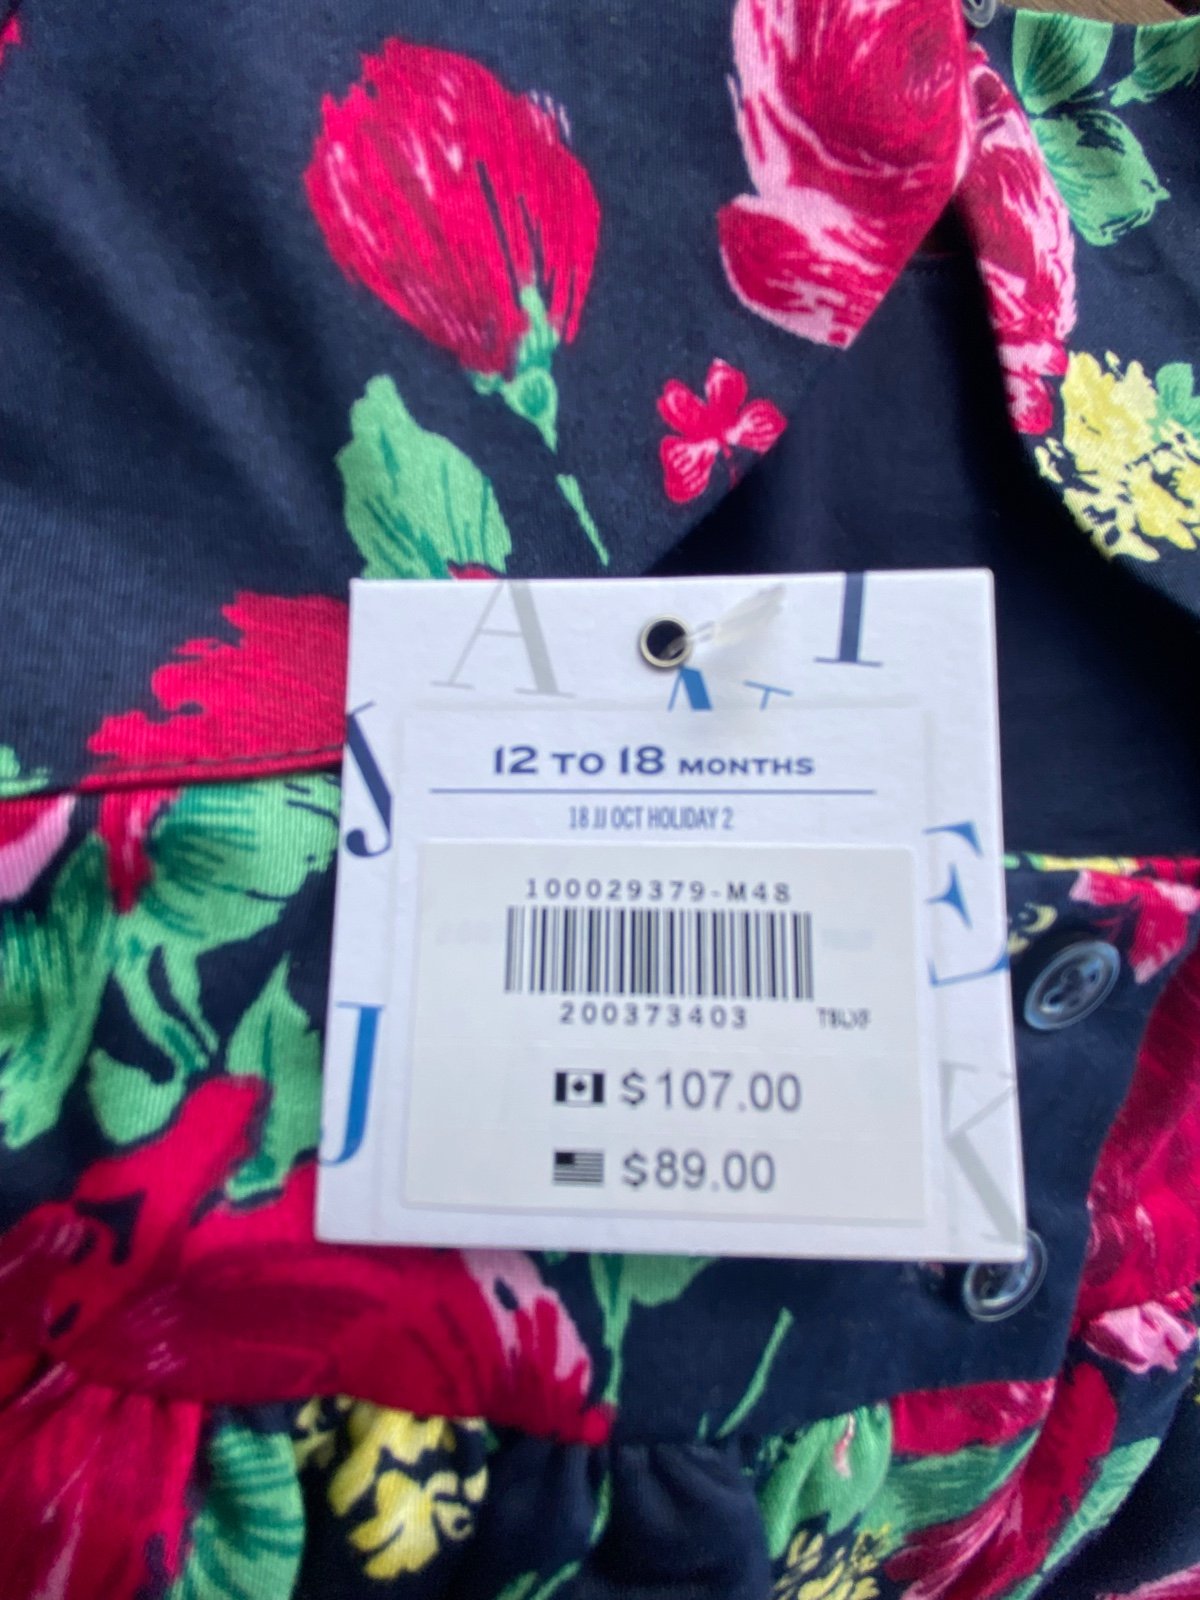 A I
12 TO 18 MONTHS
18 JJ OCT HOLIDAY 2
J
E
100029379-M48
200373403
J
K
$107.00
$89.00